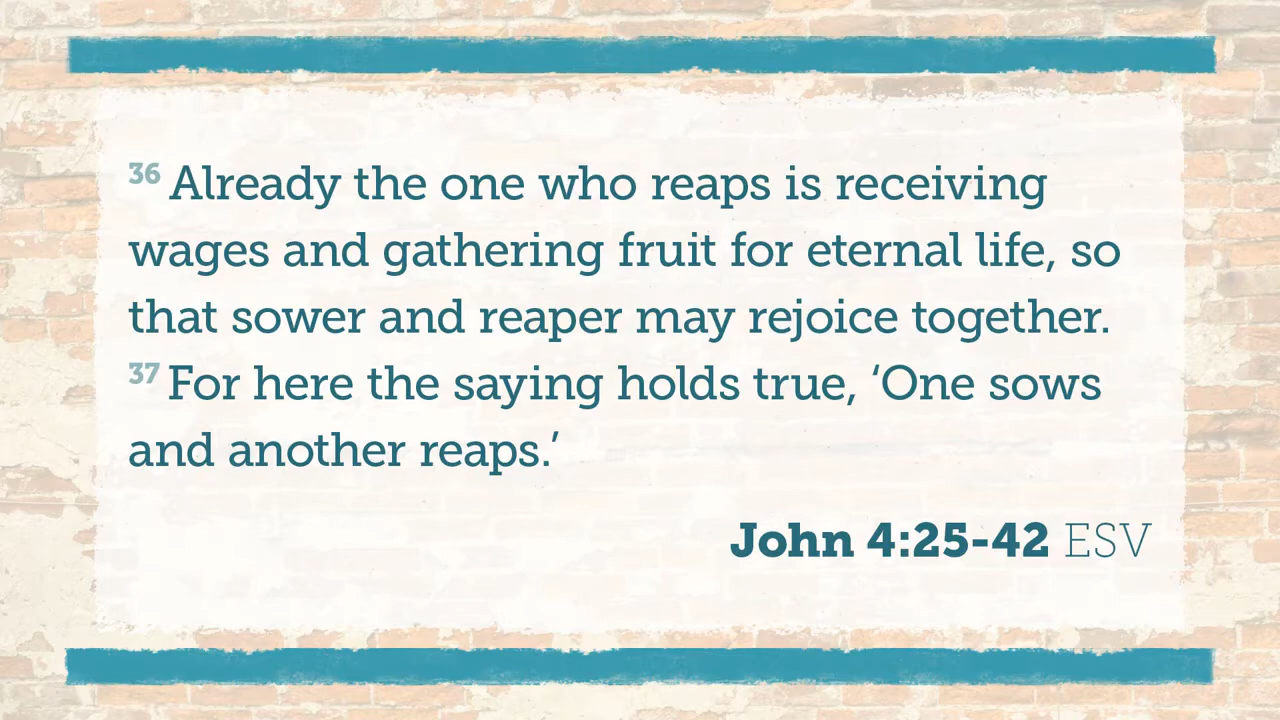 36 Already the one who reaps is receiving
wages and gathering fruit for eternal life, so
that sower and reaper may rejoice together.
37 For here the saying holds true, ‘One sows
and another reaps.’
John 4:25-42 ESV